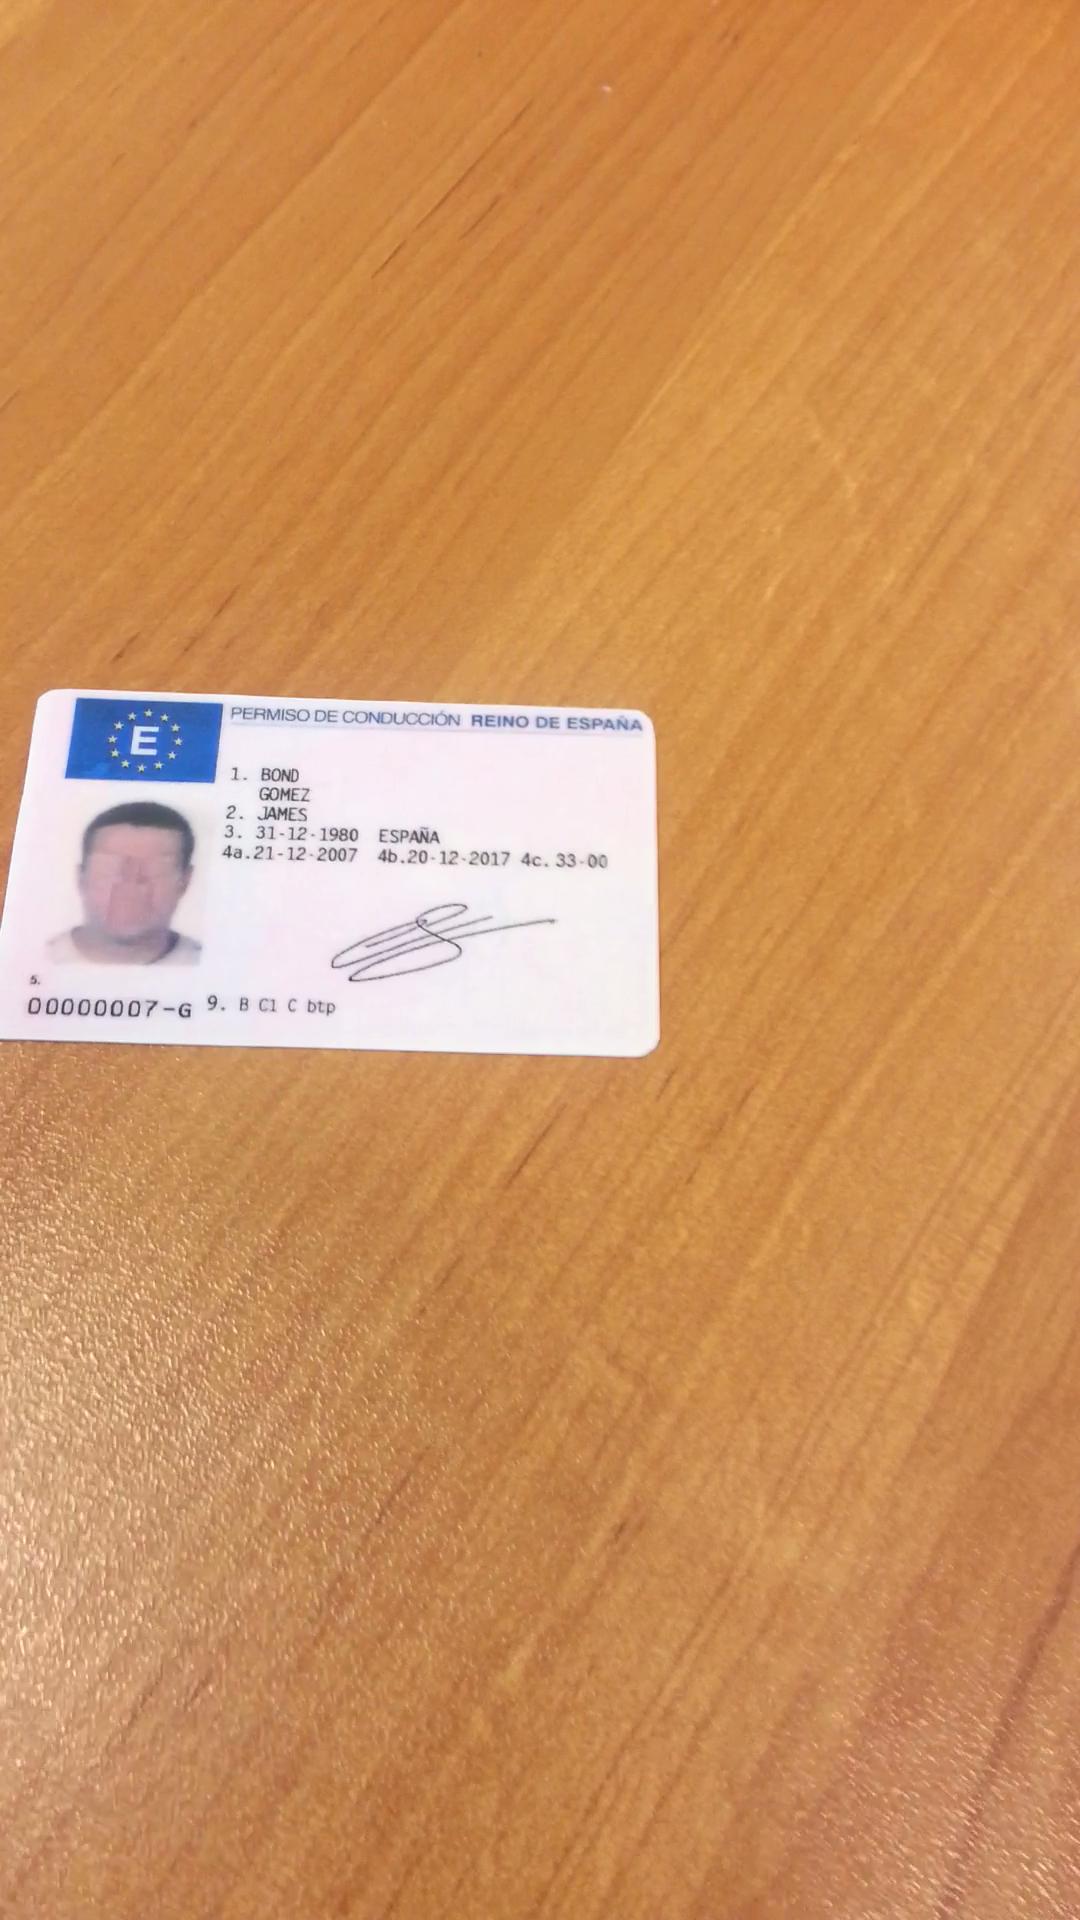 E
PERMISO DE CONDUCCIÓN REINO DE ESPAÑA
1. BOND
GOMEZ
2. JAMES
3. 31-12-1980 ESPAÑA
4a.21-12-2007 4b.20-12-2017 4c. 33-00
5.
00000007-G 9. B C1 C btp